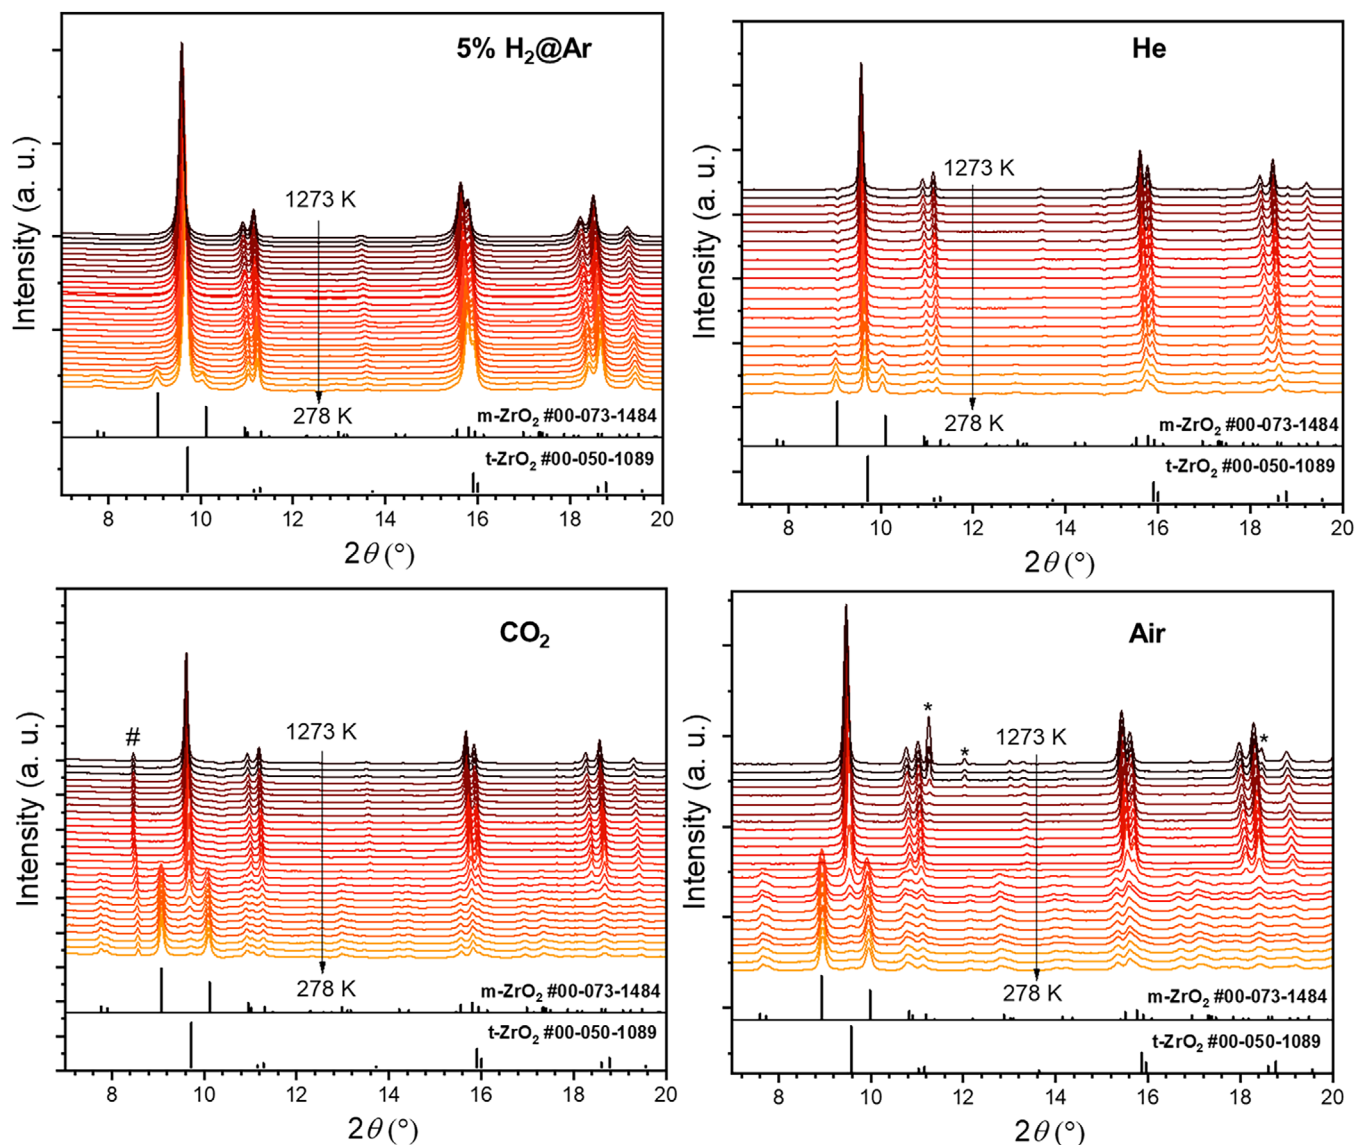 5% H₂@Ar
Intensity (a. u.)
1273 K
278 K
m-ZrO₂ #00-073-1484
t-ZrO₂ #00-050-1089
8 10 12 14 16 18 20
2θ (°)
He
Intensity (a. u.)
1273 K
278 K
m-ZrO₂ #00-073-1484
t-ZrO₂ #00-050-1089
8 10 12 14 16 18 20
2θ (°)
CO₂
#
Intensity (a. u.)
1273 K
278 K
m-ZrO₂ #00-073-1484
t-ZrO₂ #00-050-1089
8 10 12 14 16 18 20
2θ (°)
Air
* * *
Intensity (a. u.)
1273 K
278 K
m-ZrO₂ #00-073-1484
t-ZrO₂ #00-050-1089
8 10 12 14 16 18 20
2θ (°)